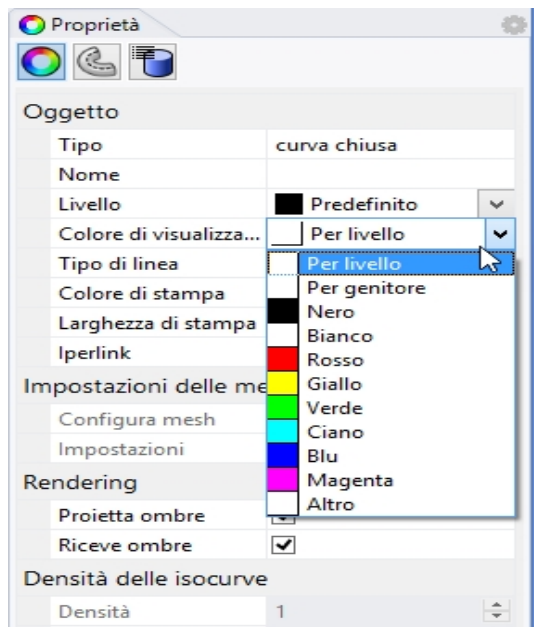 Proprietà
Oggetto
Tipo curva chiusa
Nome
Livello Predefinito
Colore di visualizza... Per livello
Tipo di linea Per livello
Per genitore
Colore di stampa
Nero
Larghezza di stampa
Bianco
Iperlink
Rosso
Impostazioni delle me
Giallo
Configura mesh
Verde
Ciano
Impostazioni
Blu
Rendering
Magenta
Proietta ombre
Altro
Riceve ombre
Densità delle isocurve
Densità 1